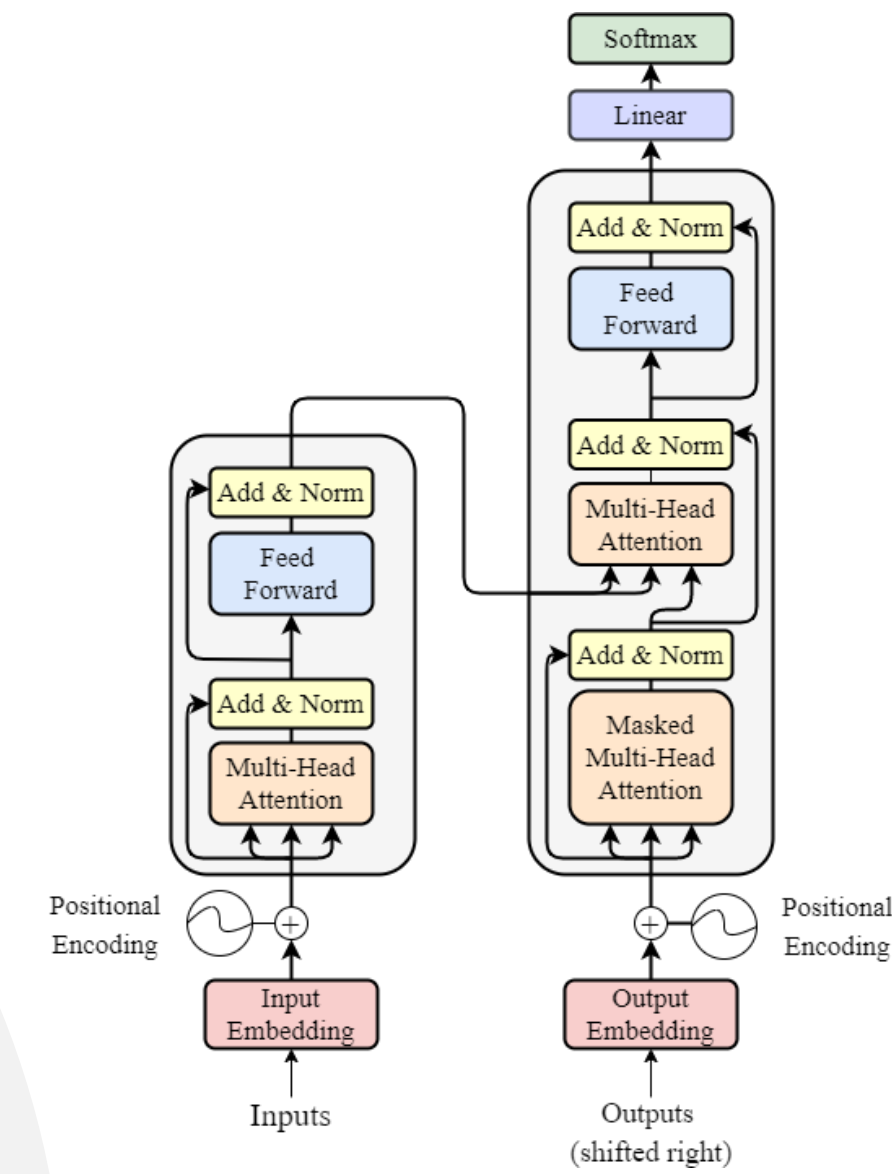 Softmax
Linear
Add & Norm
Feed
Forward
Add & Norm
Multi-Head
Attention
Add & Norm
Masked
Multi-Head
Attention
Add & Norm
Feed
Forward
Add & Norm
Multi-Head
Attention
Positional
Encoding
Positional
Encoding
Input
Embedding
Output
Embedding
Inputs
Outputs
(shifted right)